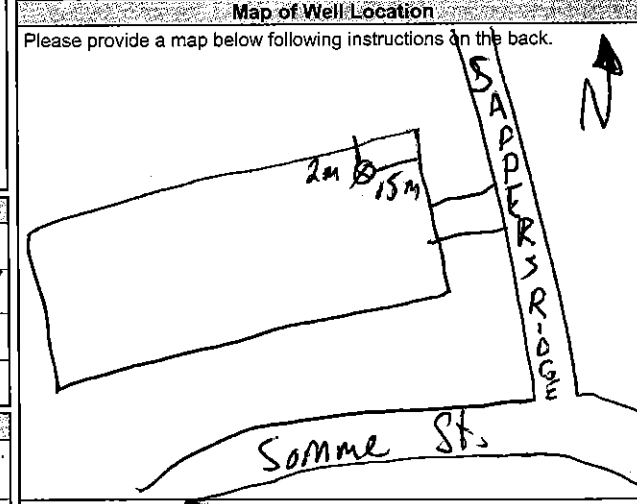 Map of Well Location
Please provide a map below following instructions on the back.
N
SAPPERS RIDGE
2m
15m
Somme St.